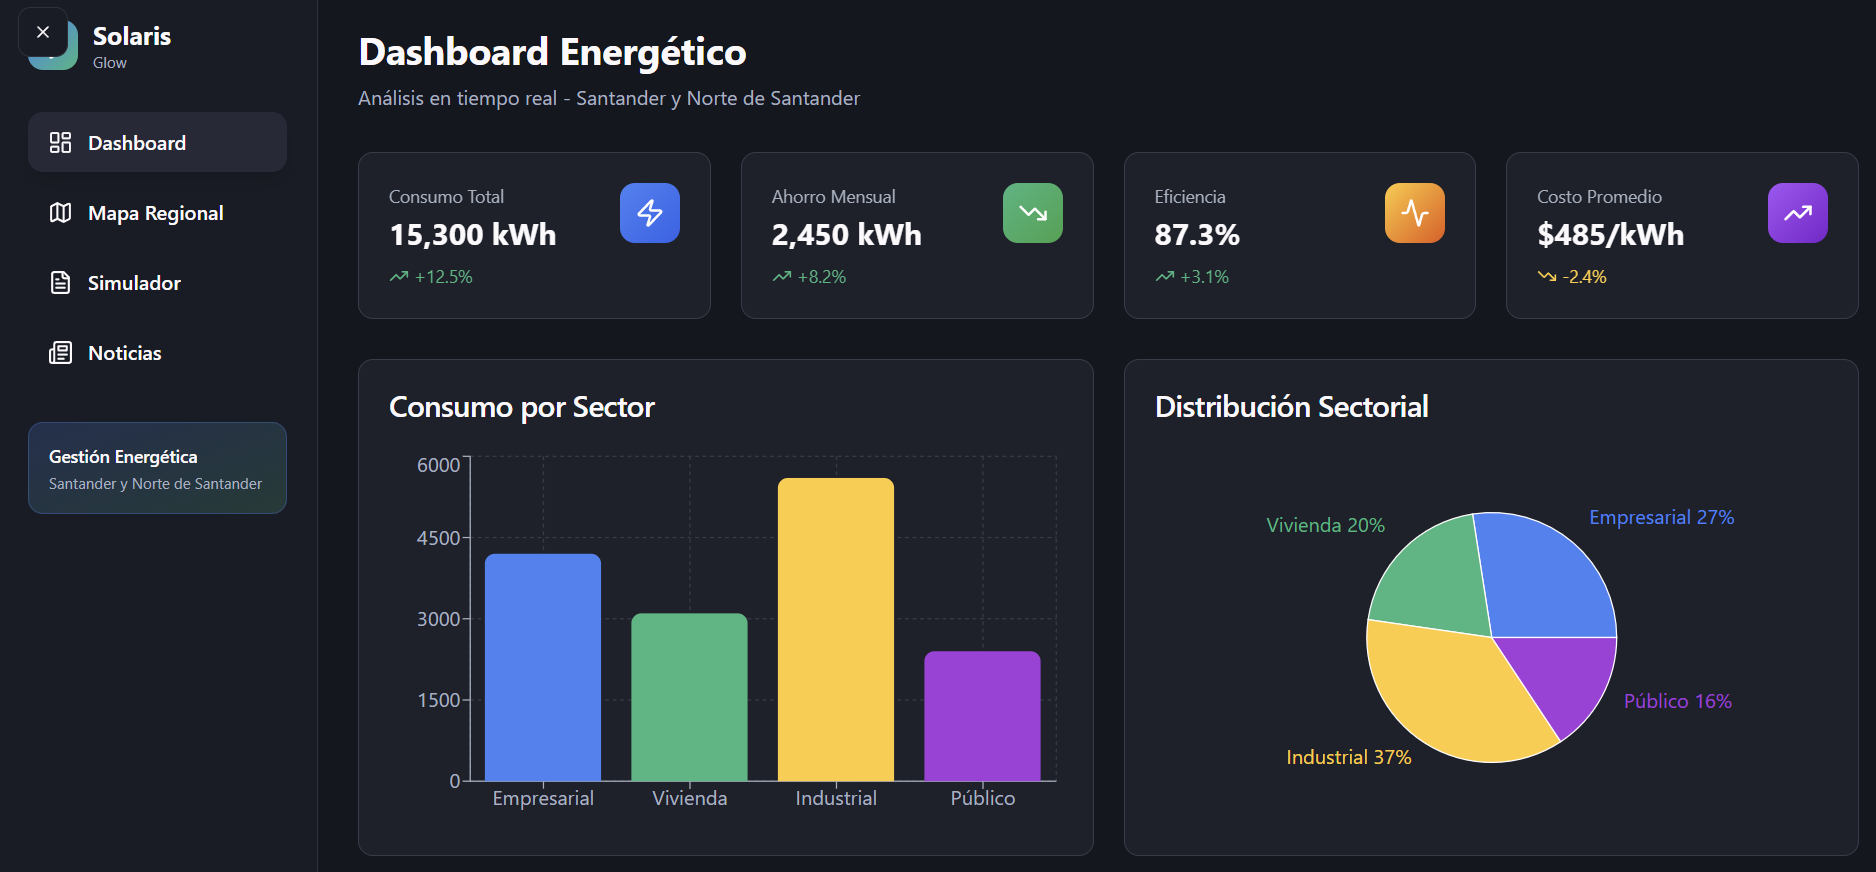 Solaris
Glow
Dashboard
Mapa Regional
Simulador
Noticias
Gestión Energética
Santander y Norte de Santander
Dashboard Energético
Análisis en tiempo real - Santander y Norte de Santander
Consumo Total
15,300 kWh
+12.5%
Ahorro Mensual
2,450 kWh
+8.2%
Eficiencia
87.3%
+3.1%
Costo Promedio
$485/kWh
-2.4%
Consumo por Sector
6000
4500
3000
1500
0
Empresarial
Vivienda
Industrial
Público
Distribución Sectorial
Vivienda 20%
Empresarial 27%
Público 16%
Industrial 37%